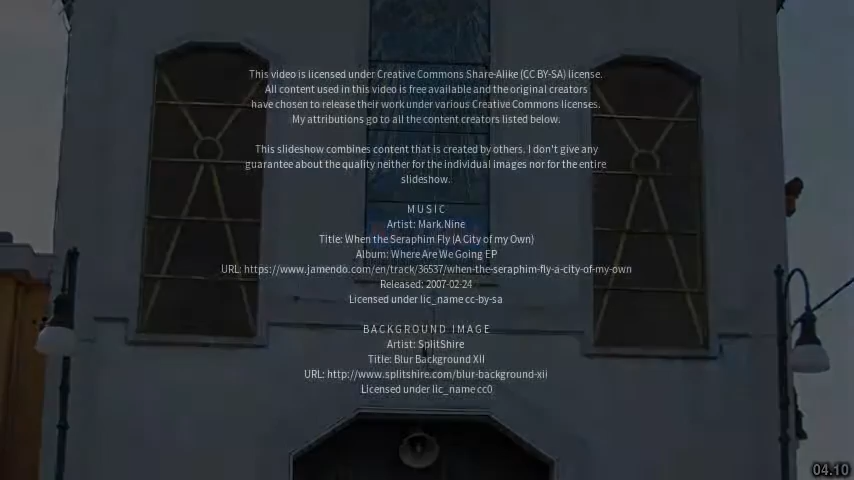 This video is licensed under Creative Commons Share-Alike (CC BY-SA) license.
All content used in this video is free available and the original creators
have chosen to release their work under various Creative Commons licenses.
My attributions go to all the content creators listed below.
This slideshow combines content that is created by others. I don't give any
guarantee about the quality neither for the individual images nor for the entire
slideshow.
MUSIC
Artist: Mark.Nine
Title: When the Seraphim Fly (A City of my Own)
Album: Where Are We Going EP
URL: https://www.jamendo.com/en/track/36537/when-the-seraphim-fly-a-city-of-my-own
Released: 2007-02-24
Licensed under lic_name cc-by-sa
BACKGROUND IMAGE
Artist: SplitShire
Title: Blur Background XII
URL: http://www.splitshire.com/blur-background-xii
Licensed under lic_name cc0
04.10